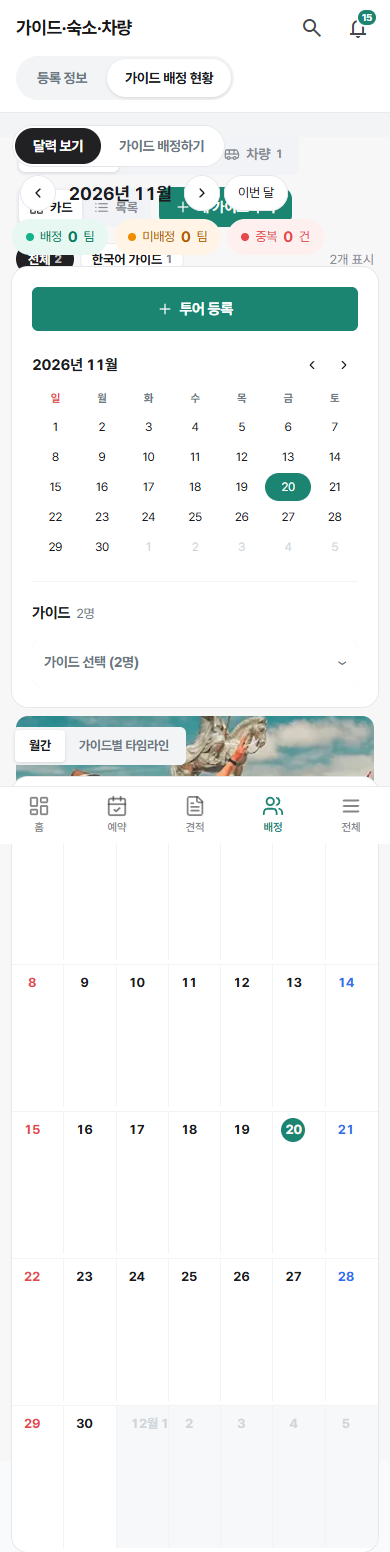 가이드·숙소·차량
15
등록 정보 가이드 배정 현황
달력 보기 가이드 배정하기 차량 1
2026년 11월 이번 달
카드 목록
배정 0 팀 미배정 0 팀 중복 0 건
전체 2 한국어 가이드 1 2개 표시
투어 등록
2026년 11월
일 월 화 수 목 금 토
1 2 3 4 5 6 7
8 9 10 11 12 13 14
15 16 17 18 19 20 21
22 23 24 25 26 27 28
29 30 1 2 3 4 5
가이드 2명
가이드 선택 (2명)
월간 가이드별 타임라인
홈 예약 견적 배정 전체
8 9 10 11 12 13 14
15 16 17 18 19 20 21
22 23 24 25 26 27 28
29 30 12월 1 2 3 4 5